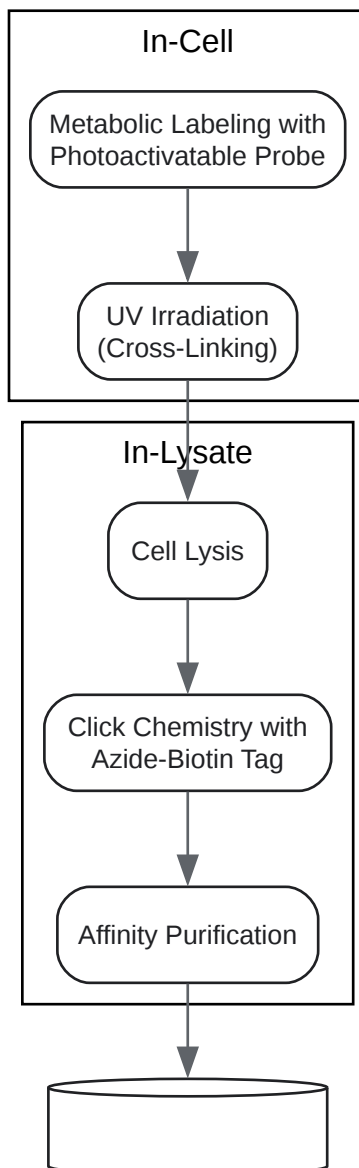 In-Cell
Metabolic Labeling with
Photoactivatable Probe
UV Irradiation
(Cross-Linking)
In-Lysate
Cell Lysis
Click Chemistry with
Azide-Biotin Tag
Affinity Purification